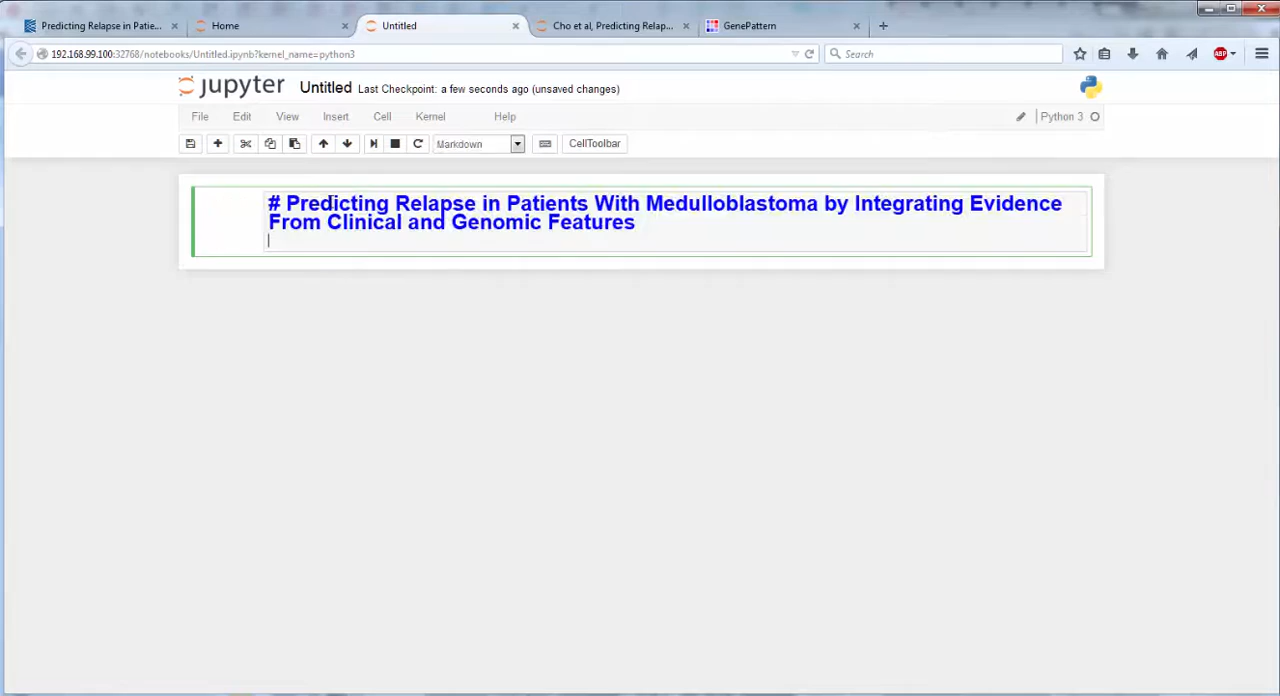 Predicting Relapse in Patie...
Home
Untitled
Cho et al, Predicting Relap...
GenePattern
192.168.99.100:32768/notebooks/Untitled.ipynb?kernel_name=python3
Search
ABP
jupyter Untitled Last Checkpoint: a few seconds ago (unsaved changes)
File Edit View Insert Cell Kernel Help
Python 3
Markdown
CellToolbar
# Predicting Relapse in Patients With Medulloblastoma by Integrating Evidence
From Clinical and Genomic Features